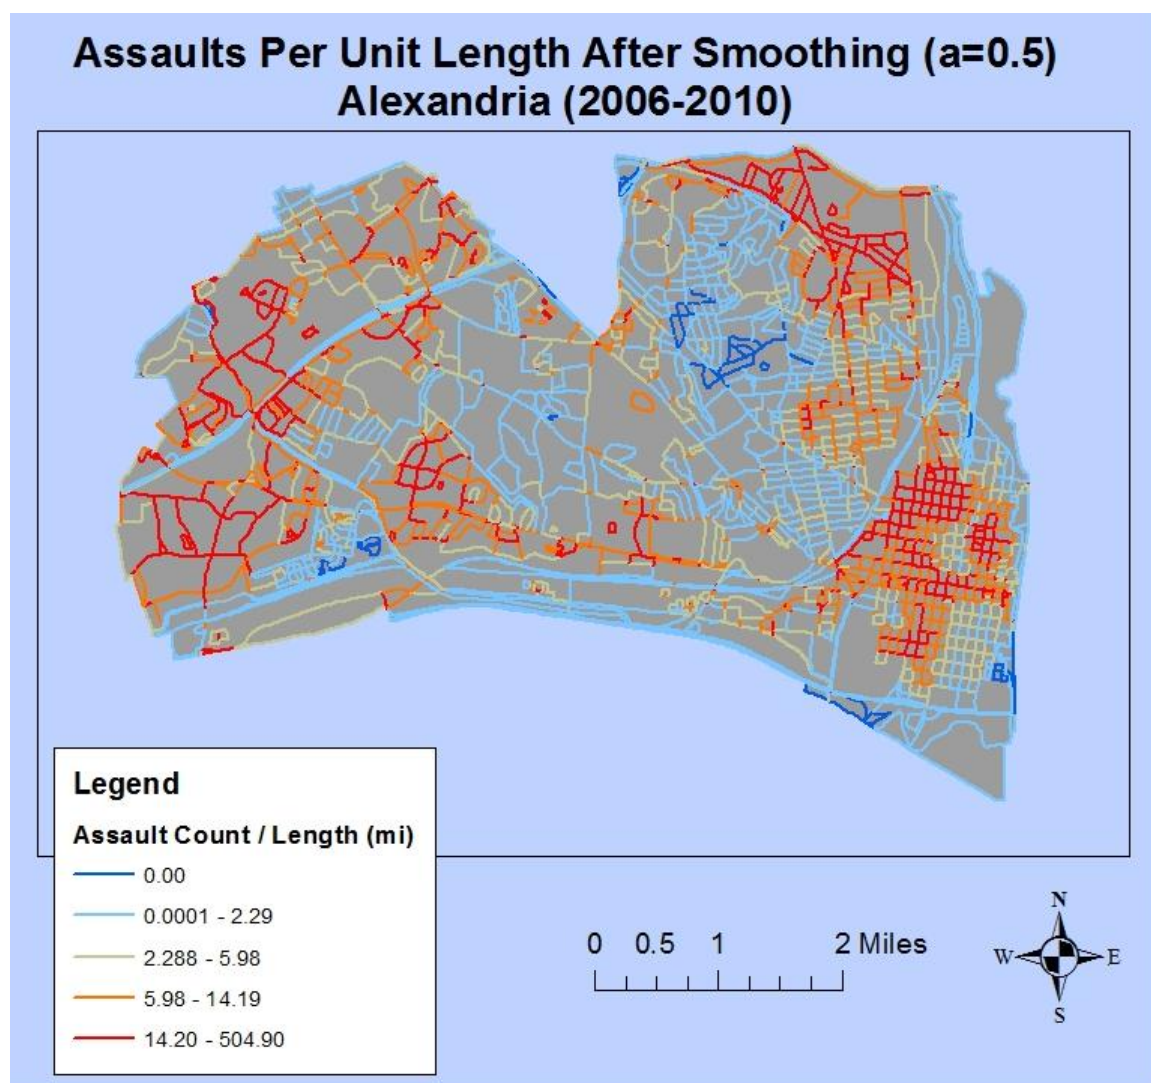 Assaults Per Unit Length After Smoothing (a=0.5)
Alexandria (2006-2010)
Legend
Assault Count / Length (mi)
0.00
0.0001 - 2.29
2.288 - 5.98
5.98 - 14.19
14.20 - 504.90
0 0.5 1 2 Miles
N
W E
S